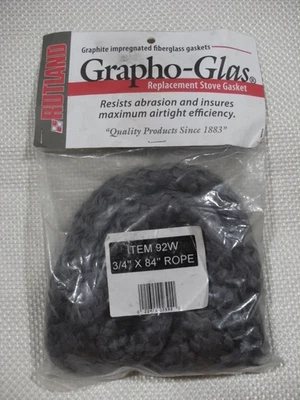 RUTLAND
Graphite impregnated fiberglass gaskets
Grapho-Glas®
Replacement Stove Gasket
Resists abrasion and insures
maximum airtight efficiency.
"Quality Products Since 1883"
ITEM 92W
3/4" X 84" ROPE